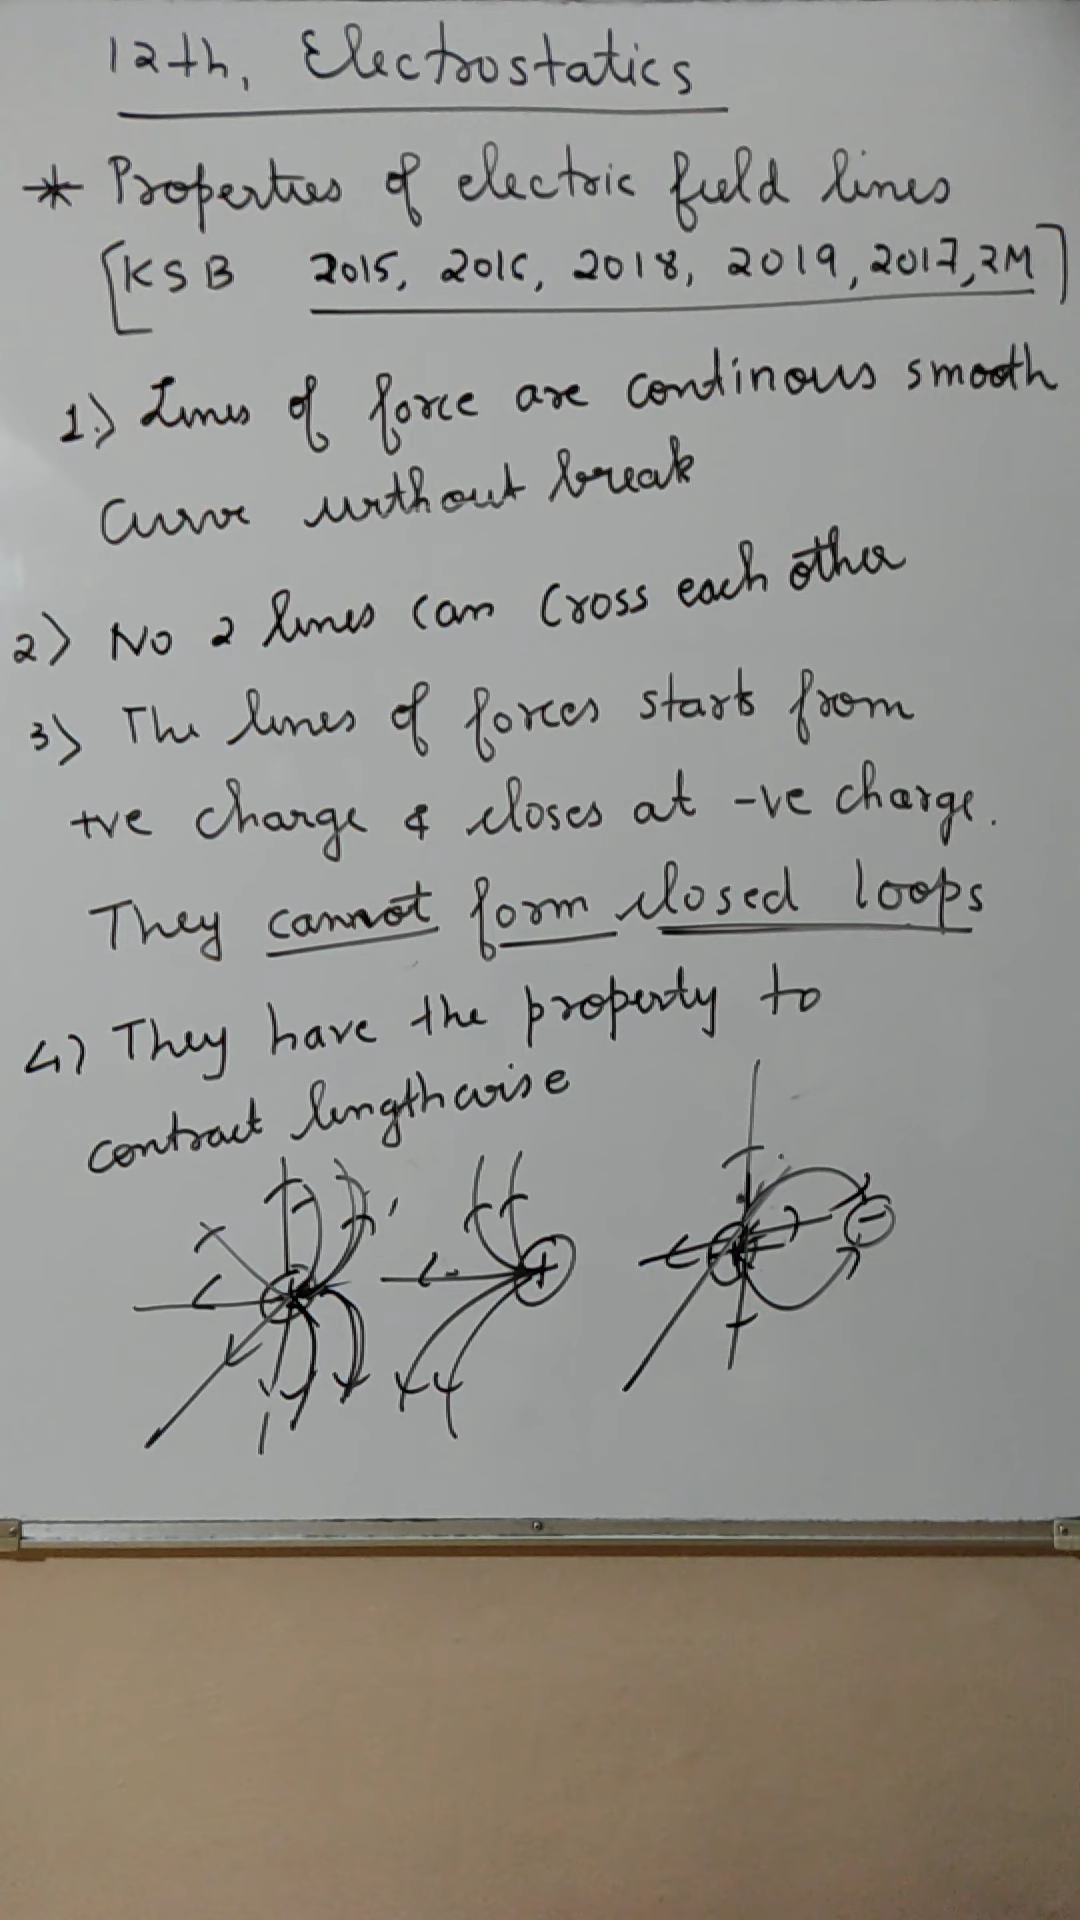 12th, Electrostatics
* Properties of electric field lines
[KSB 2015, 2016, 2018, 2019, 2017, 2M]
1.) Lines of force are continous smooth
Curve without break
2) No 2 lines can cross each other
3) The lines of forces start from
+ve charge & closes at -ve charge.
They cannot form closed loops
4) They have the property to
contract lengthwise
+ + + -